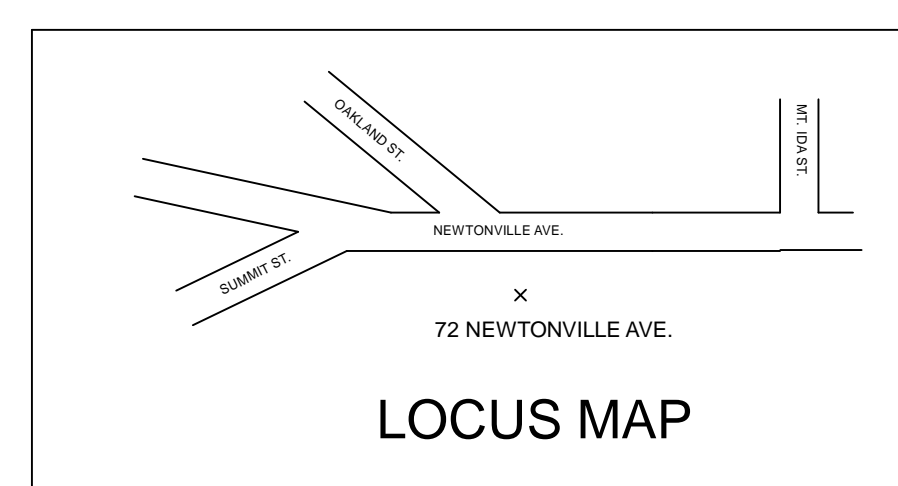 OAKLAND ST.
MT. IDA ST.
NEWTONVILLE AVE.
SUMMIT ST.
×
72 NEWTONVILLE AVE.
LOCUS MAP